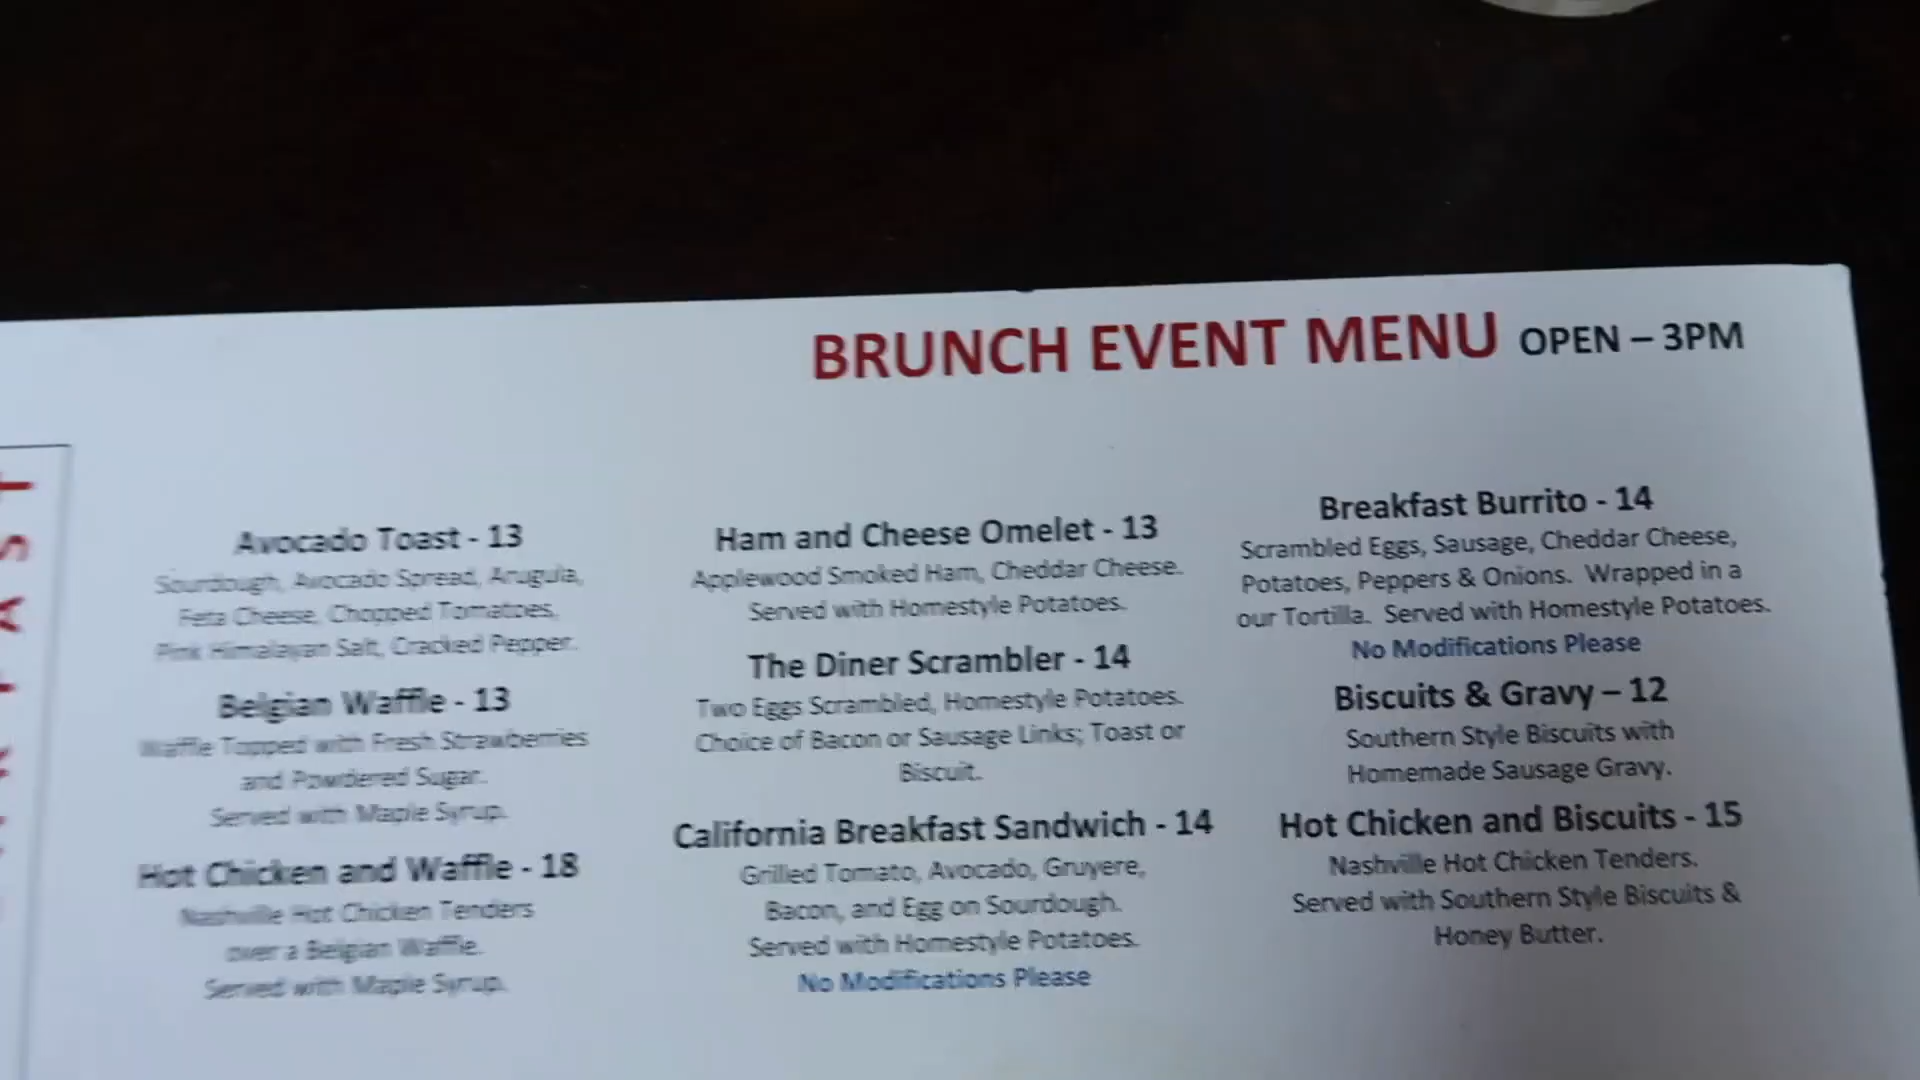 BRUNCH EVENT MENU OPEN – 3PM
Avocado Toast - 13
Sourdough, Avocado Spread, Arugula,
Feta Cheese, Chopped Tomatoes,
Pink Himalayan Salt, Cracked Pepper.
Belgian Waffle - 13
Waffle Topped with Fresh Strawberries
and Powdered Sugar.
Served with Maple Syrup.
Hot Chicken and Waffle - 18
Nashville Hot Chicken Tenders
over a Belgian Waffle.
Served with Maple Syrup.
Ham and Cheese Omelet - 13
Applewood Smoked Ham, Cheddar Cheese.
Served with Homestyle Potatoes.
The Diner Scrambler - 14
Two Eggs Scrambled, Homestyle Potatoes.
Choice of Bacon or Sausage Links; Toast or
Biscuit.
California Breakfast Sandwich - 14
Grilled Tomato, Avocado, Gruyere,
Bacon, and Egg on Sourdough.
Served with Homestyle Potatoes.
No Modifications Please
Breakfast Burrito - 14
Scrambled Eggs, Sausage, Cheddar Cheese,
Potatoes, Peppers & Onions. Wrapped in a
our Tortilla. Served with Homestyle Potatoes.
No Modifications Please
Biscuits & Gravy – 12
Southern Style Biscuits with
Homemade Sausage Gravy.
Hot Chicken and Biscuits - 15
Nashville Hot Chicken Tenders.
Served with Southern Style Biscuits &
Honey Butter.